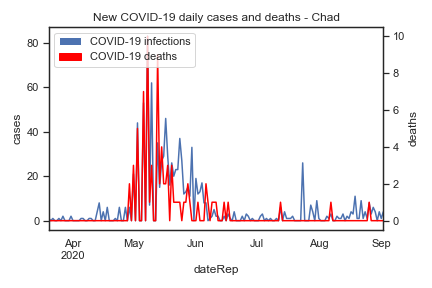 New COVID-19 daily cases and deaths - Chad
COVID-19 infections
COVID-19 deaths
80
60
40
20
0
cases
10
8
6
4
2
0
deaths
Apr May Jun Jul Aug Sep
2020
dateRep